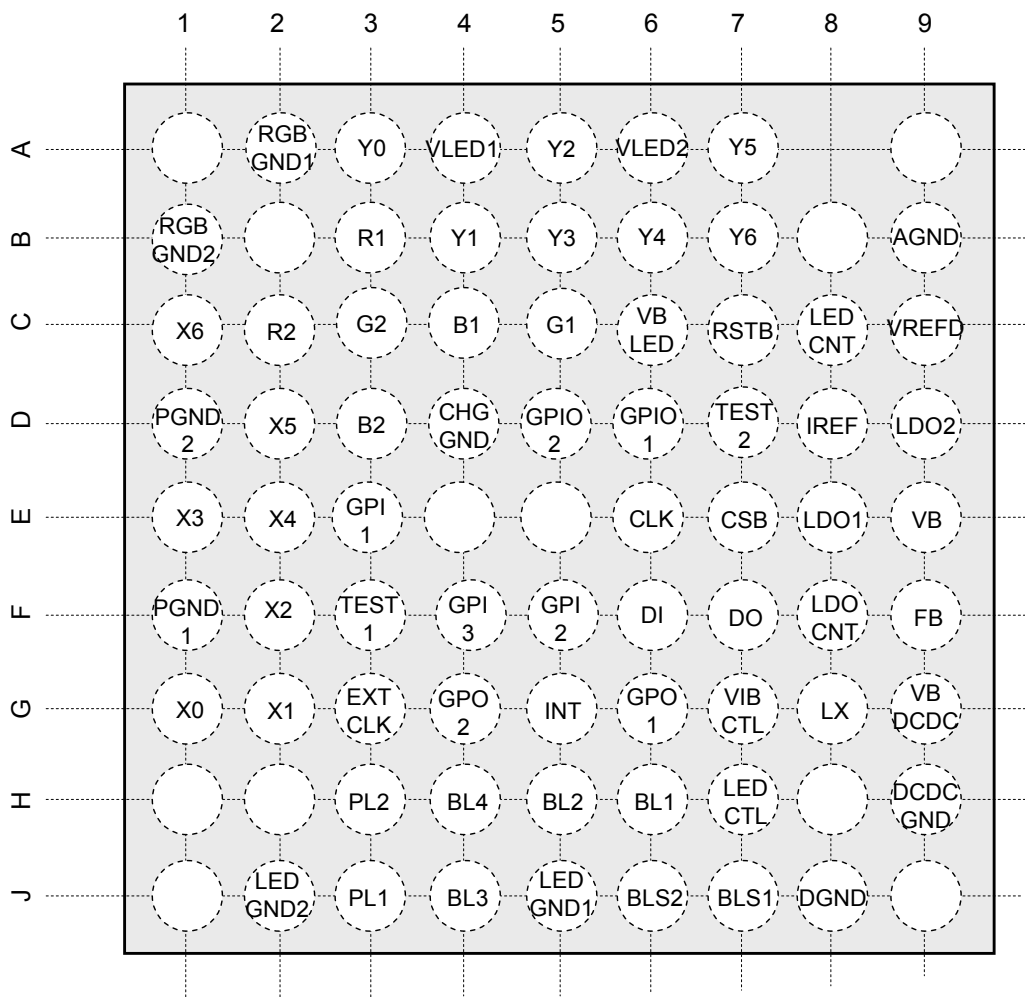 1 2 3 4 5 6 7 8 9
A
RGB GND1
Y0
VLED1
Y2
VLED2
Y5
B
RGB GND2
R1
Y1
Y3
Y4
Y6
AGND
C
X6
R2
G2
B1
G1
VB LED
RSTB
LED CNT
VREFD
D
PGND 2
X5
B2
CHG GND
GPIO 2
GPIO 1
TEST 2
IREF
LDO2
E
X3
X4
GPI 1
CLK
CSB
LDO1
VB
F
PGND 1
X2
TEST 1
GPI 3
GPI 2
DI
DO
LDO CNT
FB
G
X0
X1
EXT CLK
GPO 2
INT
GPO 1
VIB CTL
LX
VB DCDC
H
PL2
BL4
BL2
BL1
LED CTL
DCDC GND
J
LED GND2
PL1
BL3
LED GND1
BLS2
BLS1
DGND